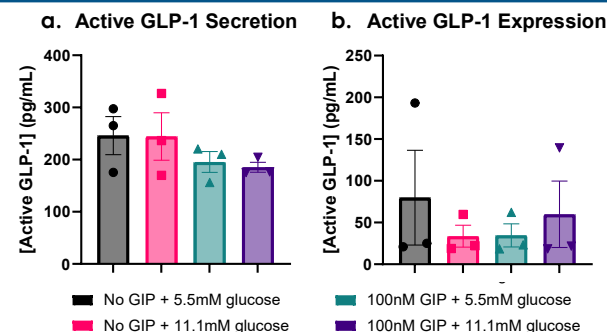 a. Active GLP-1 Secretion
[Active GLP-1] (pg/mL)
400
300
200
100
0
b. Active GLP-1 Expression
[Active GLP-1] (pg/mL)
250
200
150
100
50
0
No GIP + 5.5mM glucose
100nM GIP + 5.5mM glucose
No GIP + 11.1mM glucose
100nM GIP + 11.1mM glucose